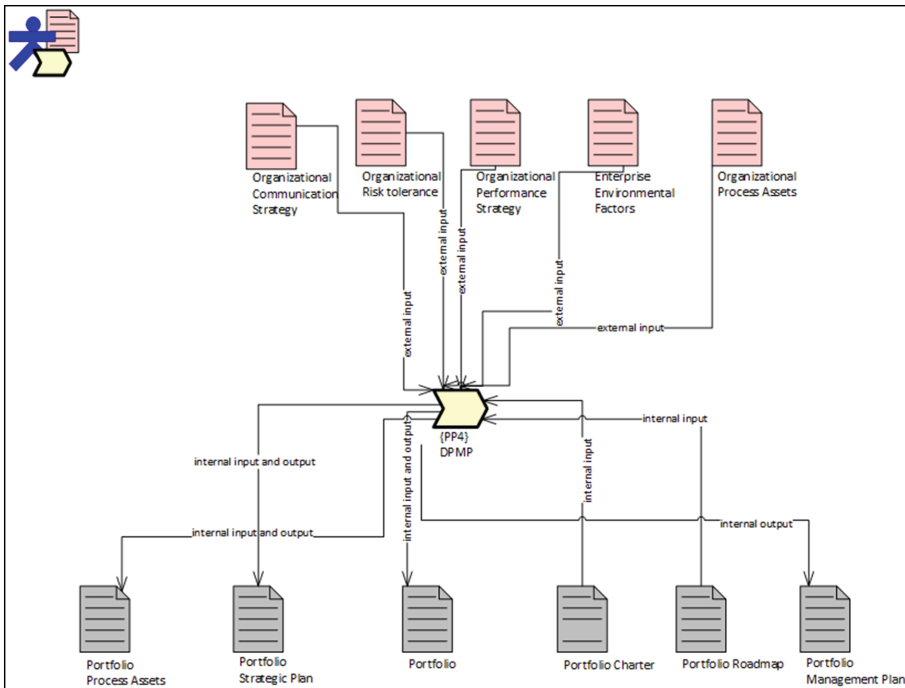 Organizational
Communication
Strategy
Organizational
Risk tolerance
Organizational
Performance
Strategy
Enterprise
Environmental
Factors
Organizational
Process Assets
external input
external input
external input
external input
external input
{PP4}
DPMP
internal input
internal input and output
internal input and output
internal input
internal output
internal input and output
Portfolio
Process Assets
Portfolio
Strategic Plan
Portfolio
Portfolio Charter
Portfolio Roadmap
Portfolio
Management Plan